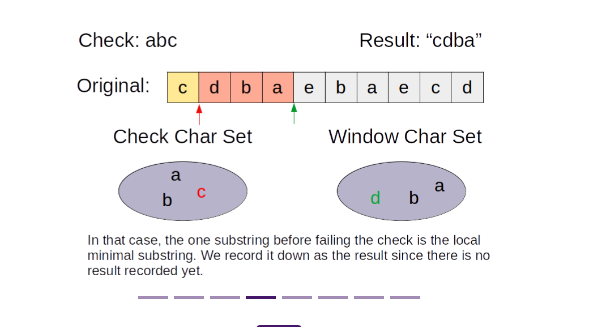 Check: abc
Result: “cdba”
Original:
c d b a e b a e c d
Check Char Set
Window Char Set
a
b c
d b a
In that case, the one substring before failing the check is the local
minimal substring. We record it down as the result since there is no
result recorded yet.